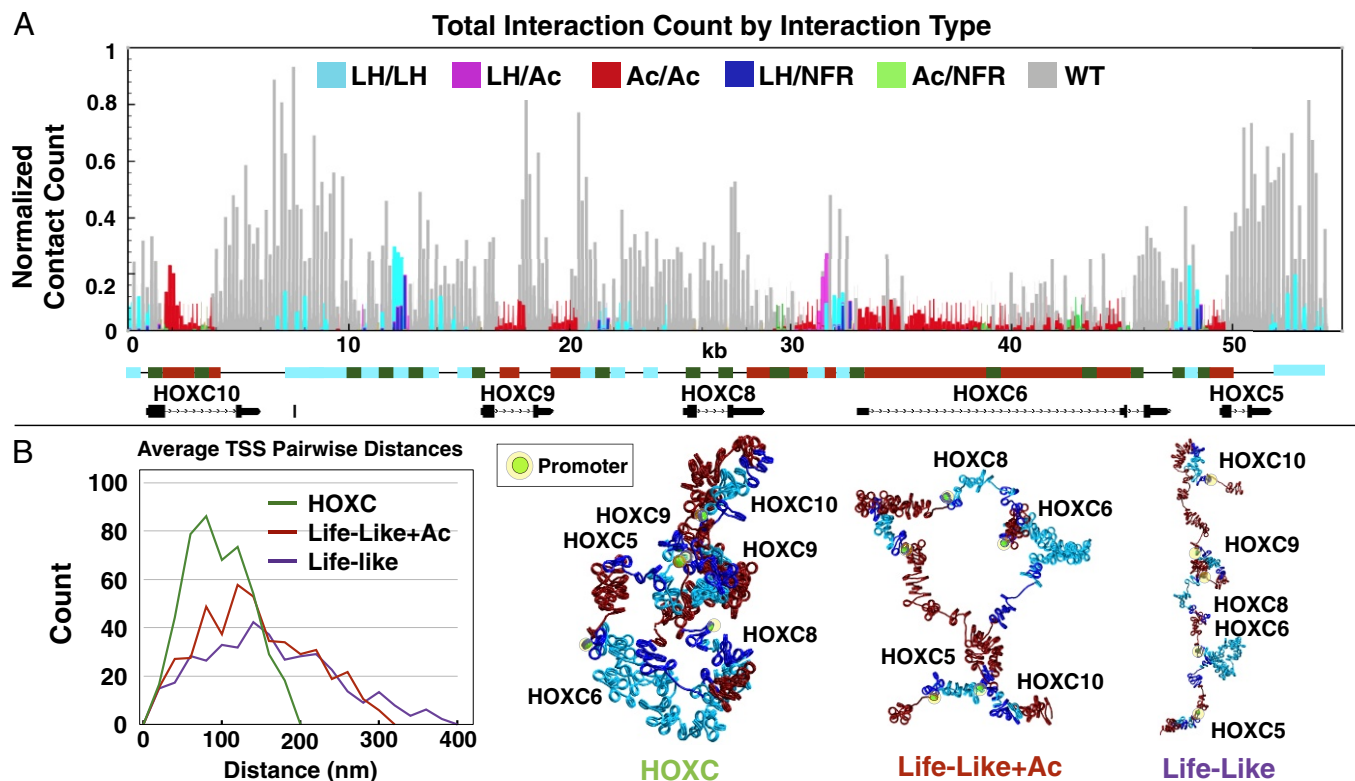 A
Total Interaction Count by Interaction Type
Normalized
Contact Count
1
0.8
0.6
0.4
0.2
0
LH/LH LH/Ac Ac/Ac LH/NFR Ac/NFR WT
0 10 20 30 40 50
kb
HOXC10 HOXC9 HOXC8 HOXC6 HOXC5
B
Average TSS Pairwise Distances
Count
100
80
60
40
20
0
HOXC
Life-Like+Ac
Life-like
0 100 200 300 400
Distance (nm)
Promoter
HOXC10
HOXC9
HOXC5
HOXC9
HOXC8
HOXC6
HOXC
HOXC8
HOXC6
HOXC5
HOXC10
Life-Like+Ac
HOXC10
HOXC9
HOXC8
HOXC6
HOXC5
Life-Like